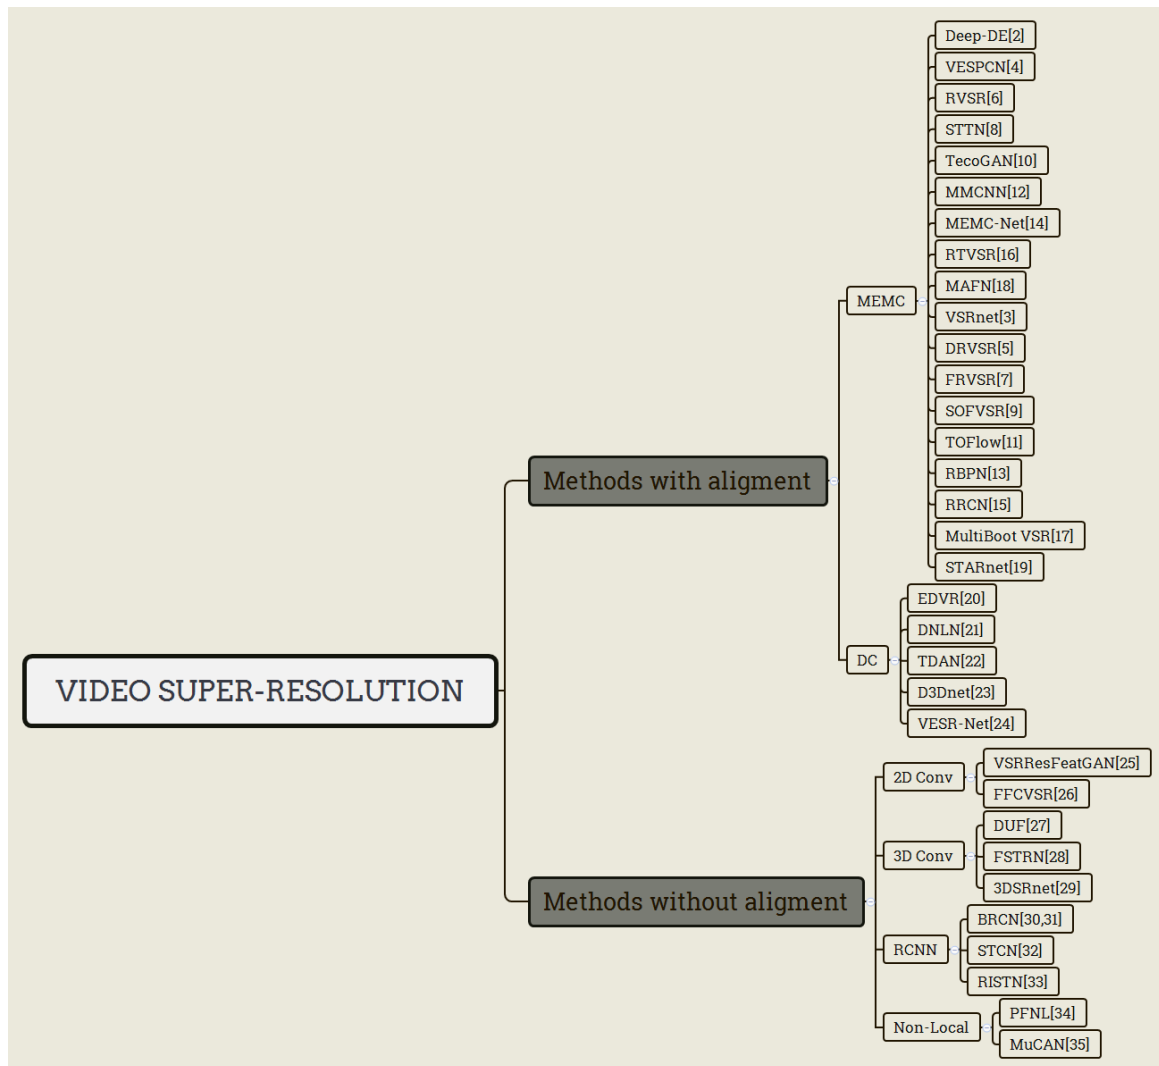 VIDEO SUPER-RESOLUTION
Methods with aligment
MEMC
Deep-DE[2]
VESPCN[4]
RVSR[6]
STTN[8]
TecoGAN[10]
MMCNN[12]
MEMC-Net[14]
RTVSR[16]
MAFN[18]
VSRnet[3]
DRVSR[5]
FRVSR[7]
SOFVSR[9]
TOFlow[11]
RBPN[13]
RRCN[15]
MultiBoot VSR[17]
STARnet[19]
DC
EDVR[20]
DNLN[21]
TDAN[22]
D3Dnet[23]
VESR-Net[24]
Methods without aligment
2D Conv
VSRResFeatGAN[25]
FFCVSR[26]
3D Conv
DUF[27]
FSTRN[28]
3DSRnet[29]
RCNN
BRCN[30,31]
STCN[32]
RISTN[33]
Non-Local
PFNL[34]
MuCAN[35]